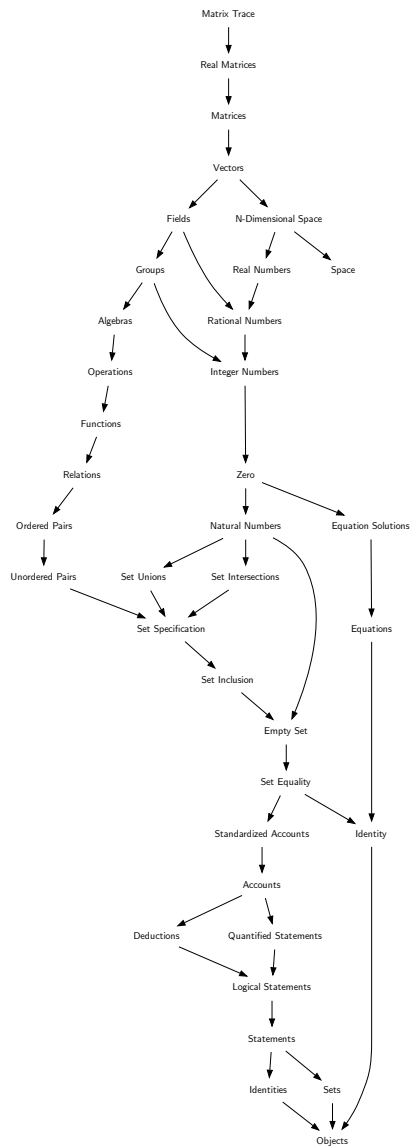 Matrix Trace
Real Matrices
Matrices
Vectors
Fields
N-Dimensional Space
Groups
Real Numbers
Space
Algebras
Rational Numbers
Operations
Integer Numbers
Functions
Relations
Zero
Ordered Pairs
Natural Numbers
Equation Solutions
Unordered Pairs
Set Unions
Set Intersections
Set Specification
Equations
Set Inclusion
Empty Set
Set Equality
Standardized Accounts
Identity
Accounts
Deductions
Quantified Statements
Logical Statements
Statements
Identities
Sets
Objects